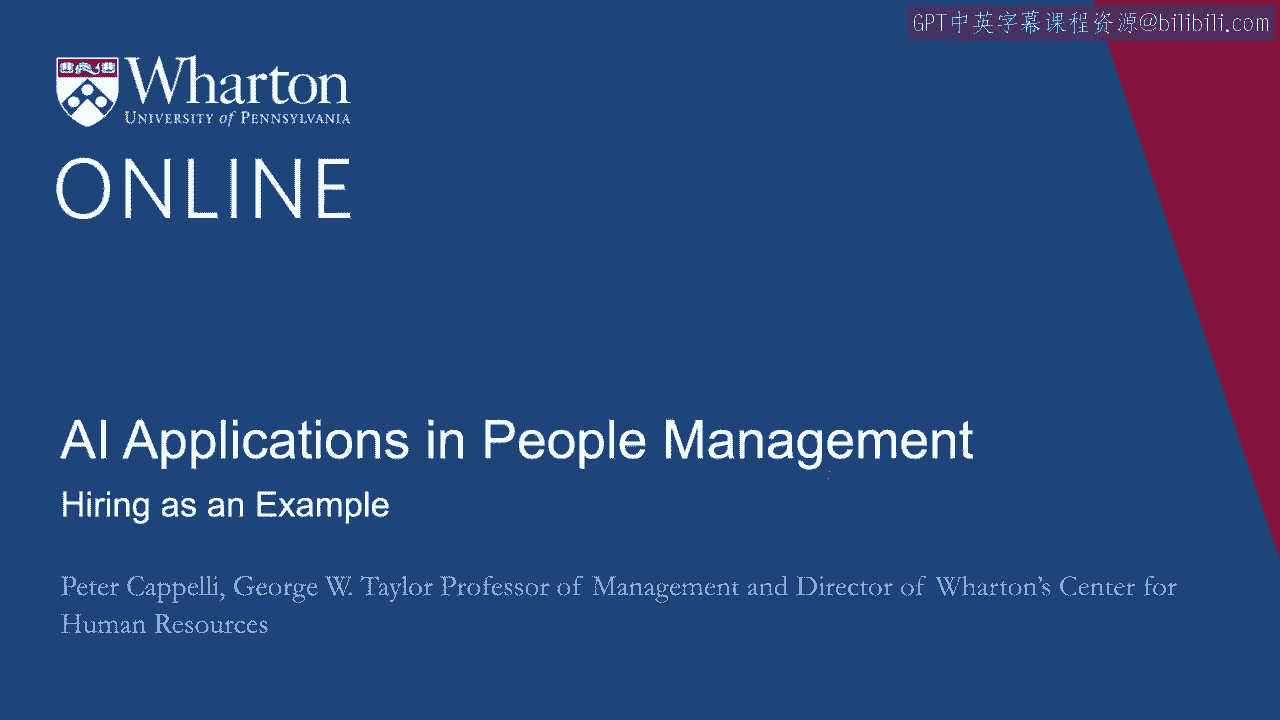 GPT中英字幕课程资源@bilibili.com
Wharton
UNIVERSITY of PENNSYLVANIA
ONLINE
AI Applications in People Management
Hiring as an Example
Peter Cappelli, George W. Taylor Professor of Management and Director of Wharton's Center for
Human Resources